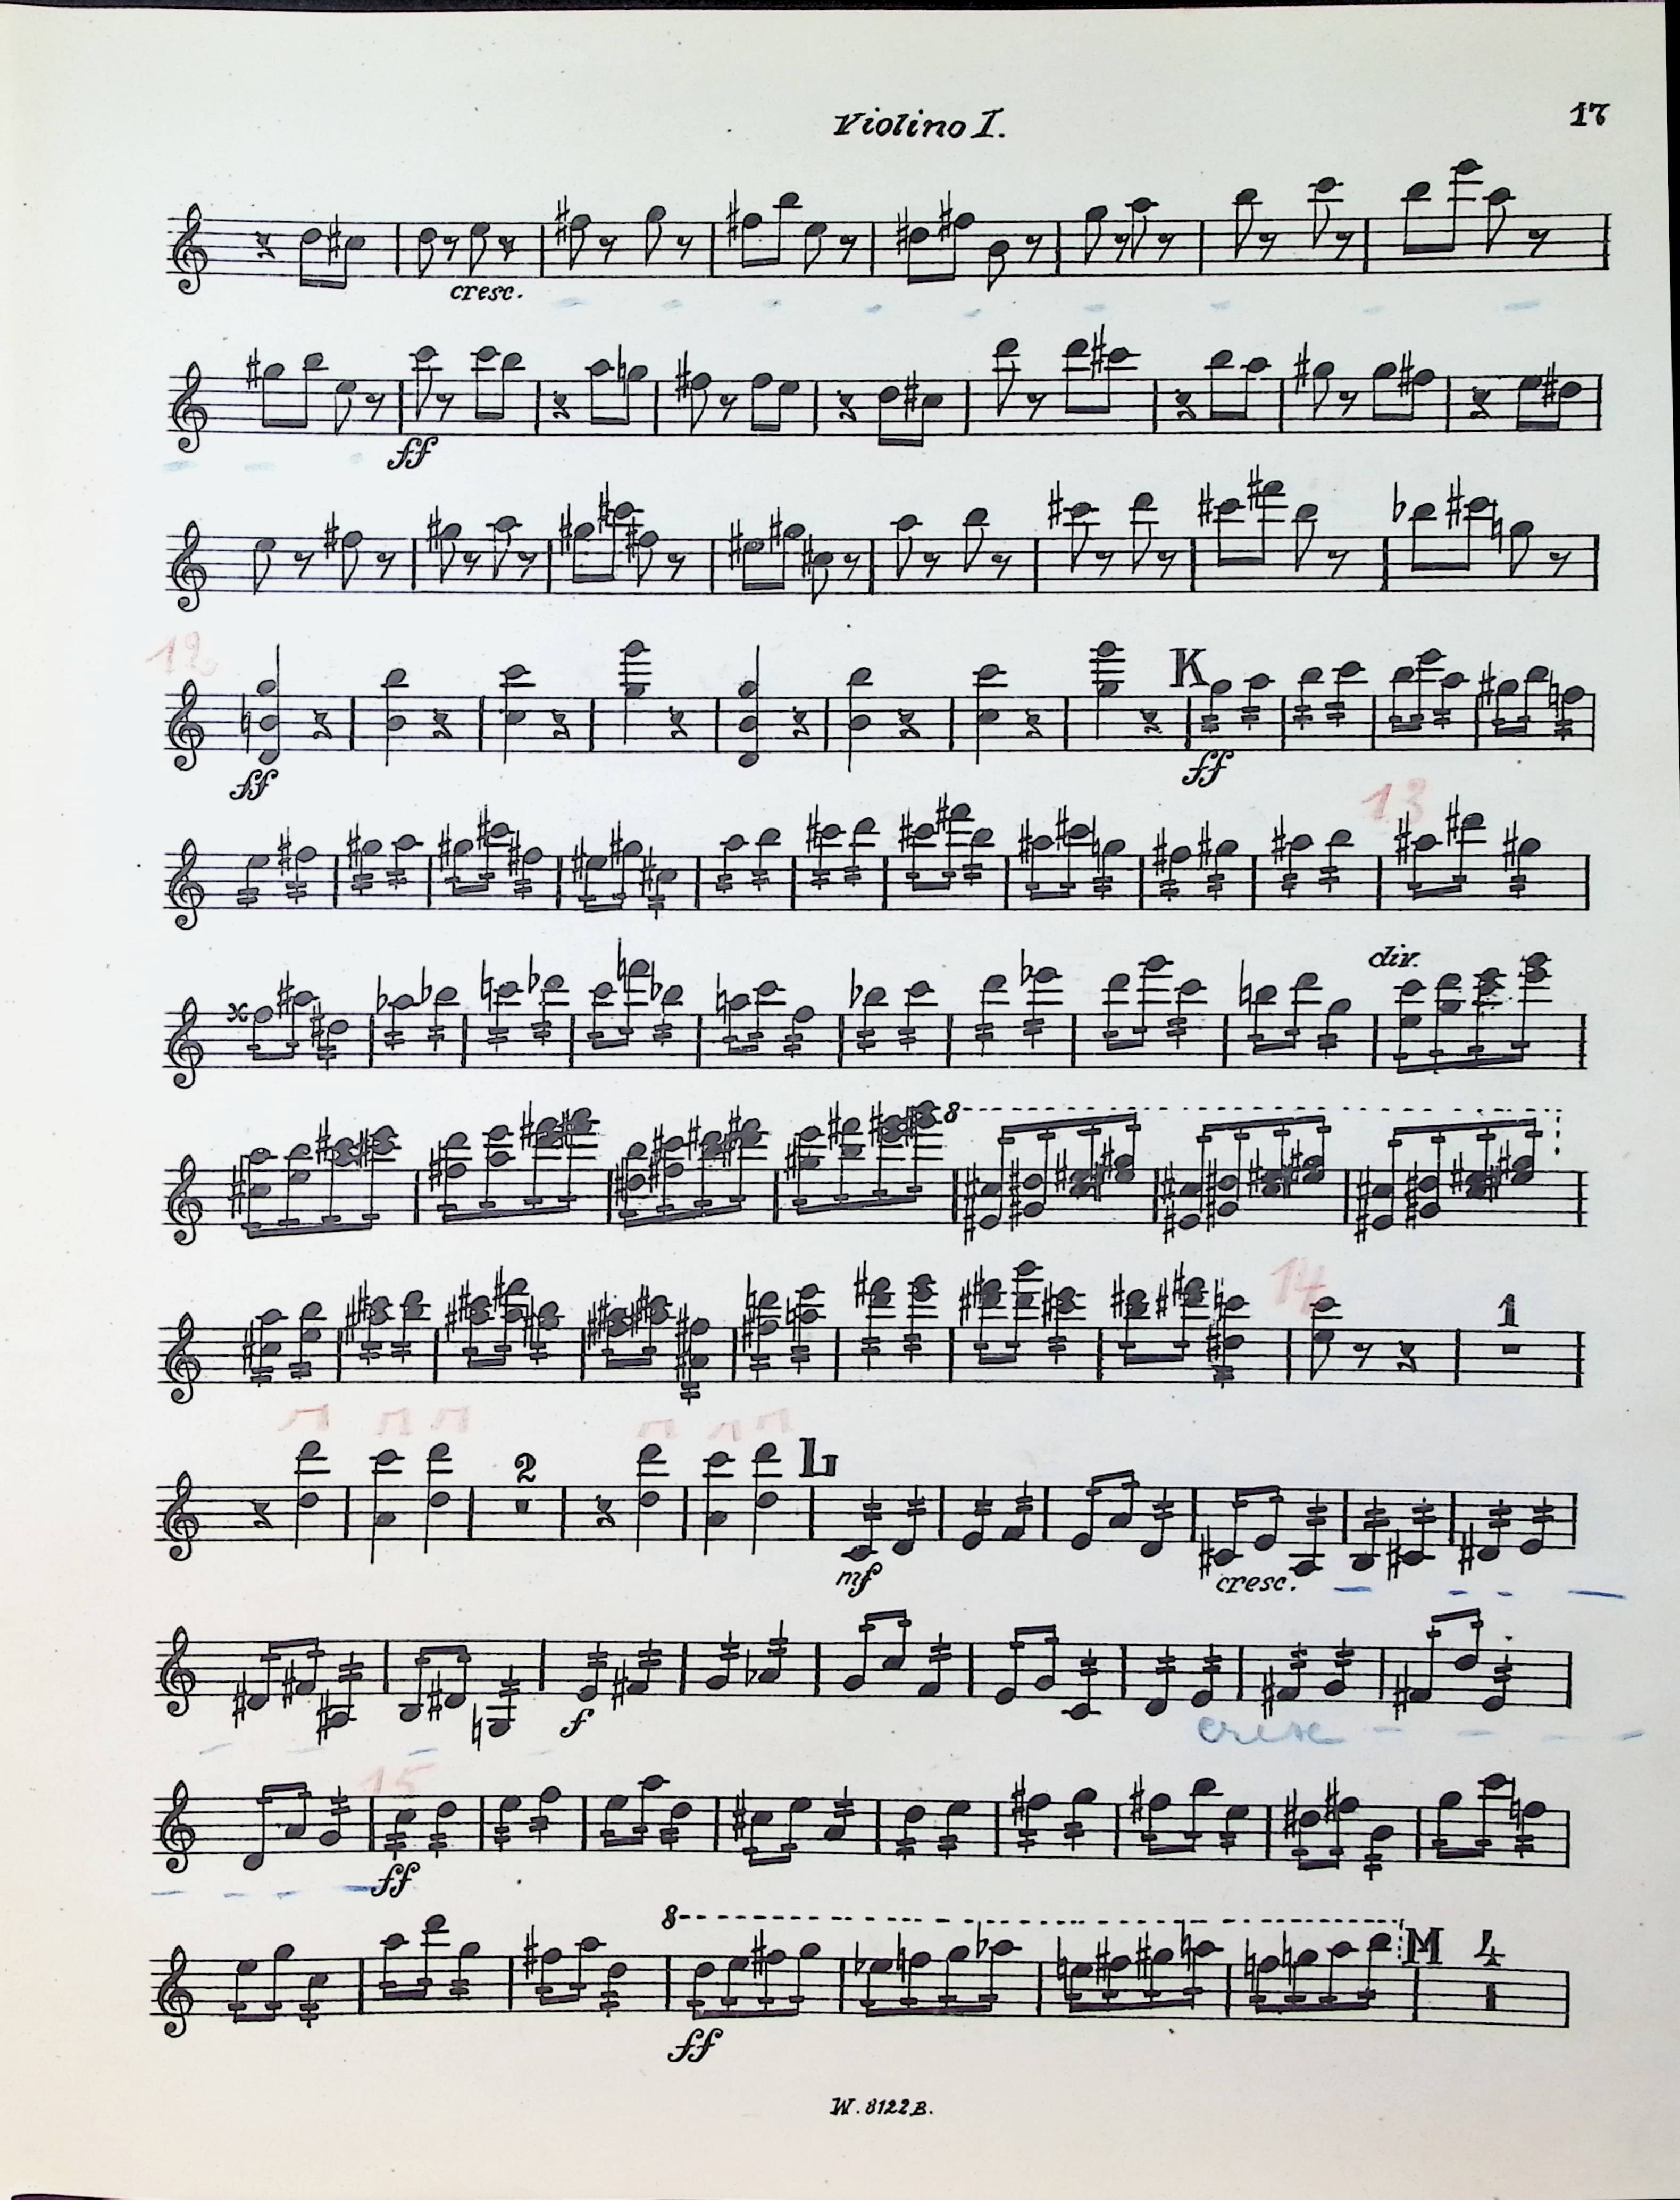 Violino I.
17
cresc.
ff
12
K
ff
ff
13
div.
8
14
1
2
L
mf
cresc.
f
cresc
15
ff
8
M
4
ff
W. 8122 B.